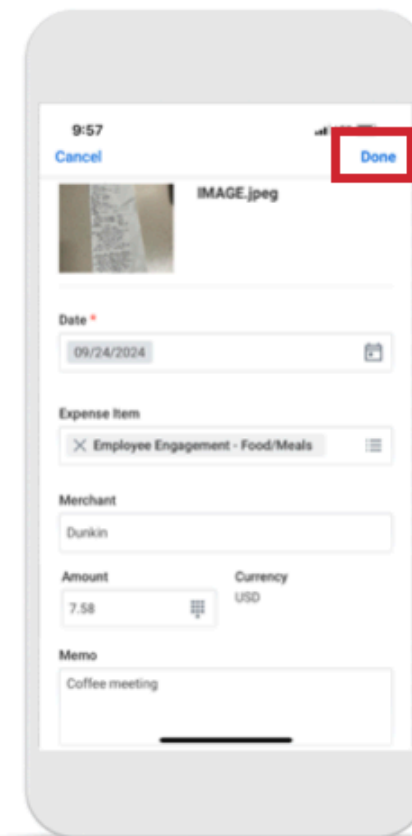 9:57
Cancel Done
IMAGE.jpeg
Date *
09/24/2024
Expense Item
Employee Engagement - Food/Meals
Merchant
Dunkin
Amount Currency
7.58 USD
Memo
Coffee meeting